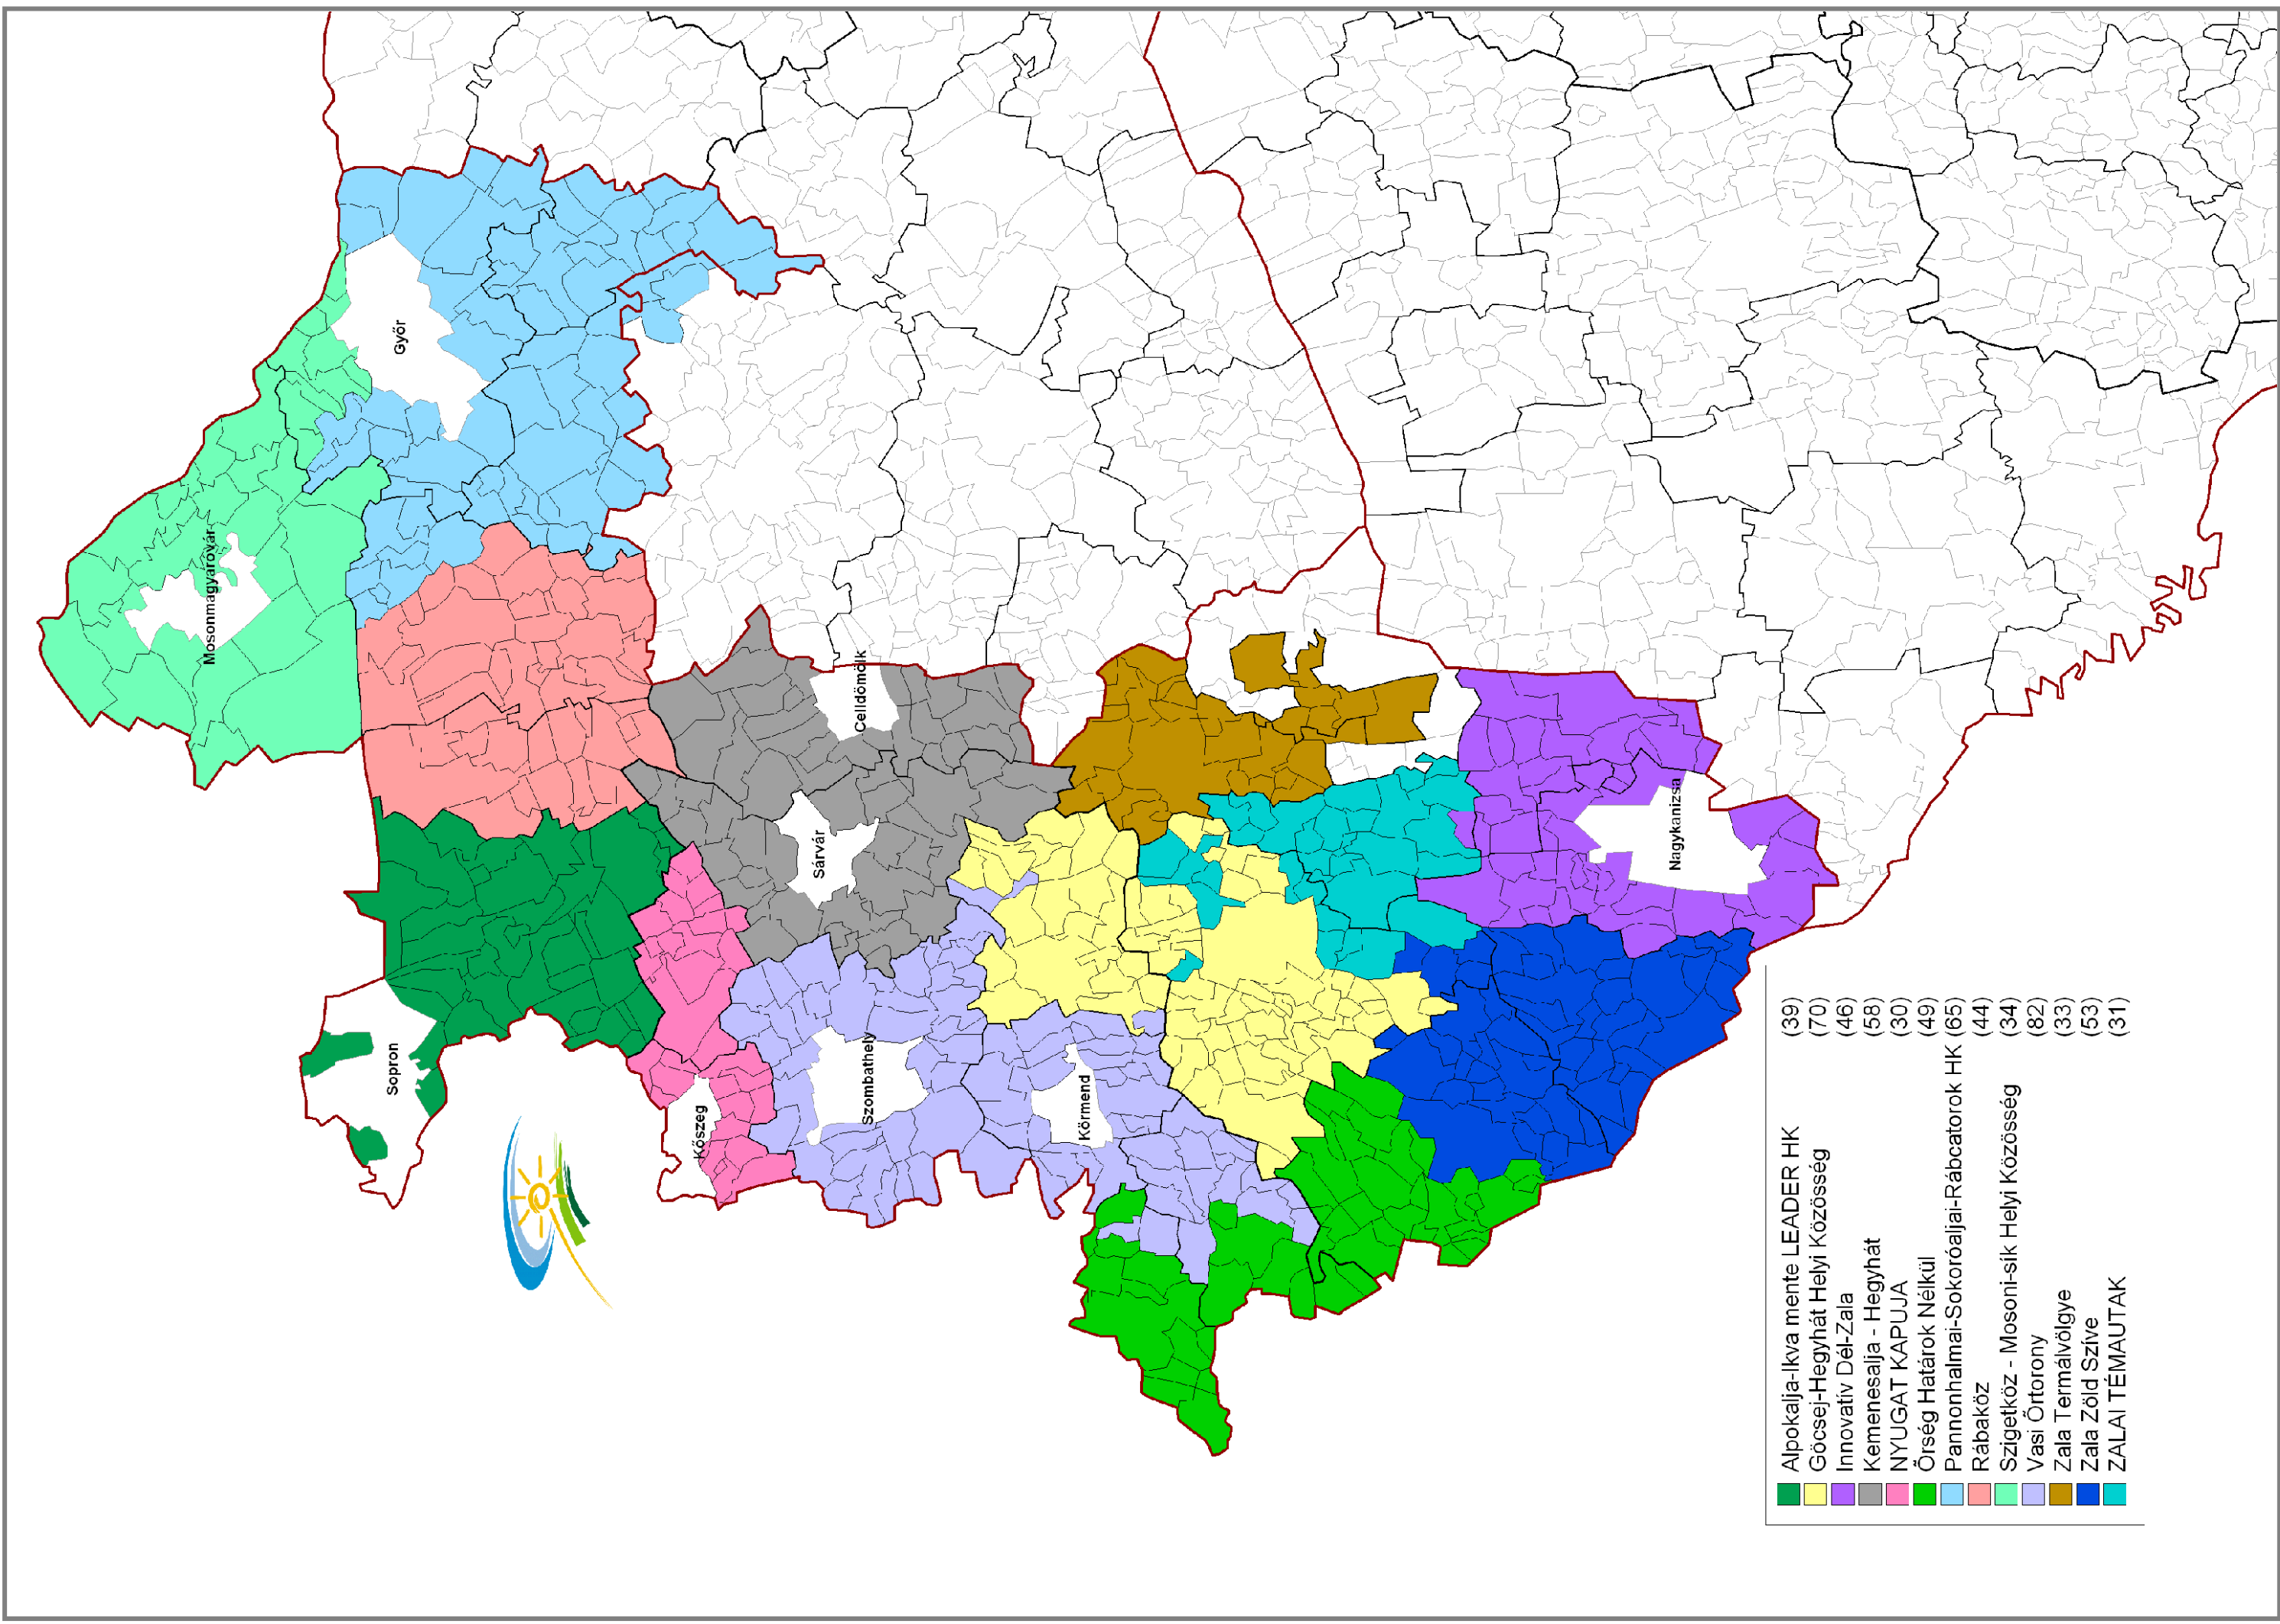 Győr
Mosonmagyaróvár
Sopron
Celldömölk
Sárvár
Kőszeg
Szombathely
Körmend
Nagykanizsa
Alpokalja-Ikva mente LEADER HK (39)
Göcsej-Hegyhát Helyi Közösség (70)
Innovatív Dél-Zala (46)
Kemenesalja - Hegyhát (58)
NYUGAT KAPUJA (30)
Őrség Határok Nélkül (49)
Pannonhalmai-Sokoróaljai-Rábcatorok HK (65)
Rábaköz (44)
Szigetköz - Mosoni-sík Helyi Közösség (34)
Vasi Őrtorony (82)
Zala Termálvölgye (33)
Zala Zöld Szíve (53)
ZALAI TÉMAUTAK (31)